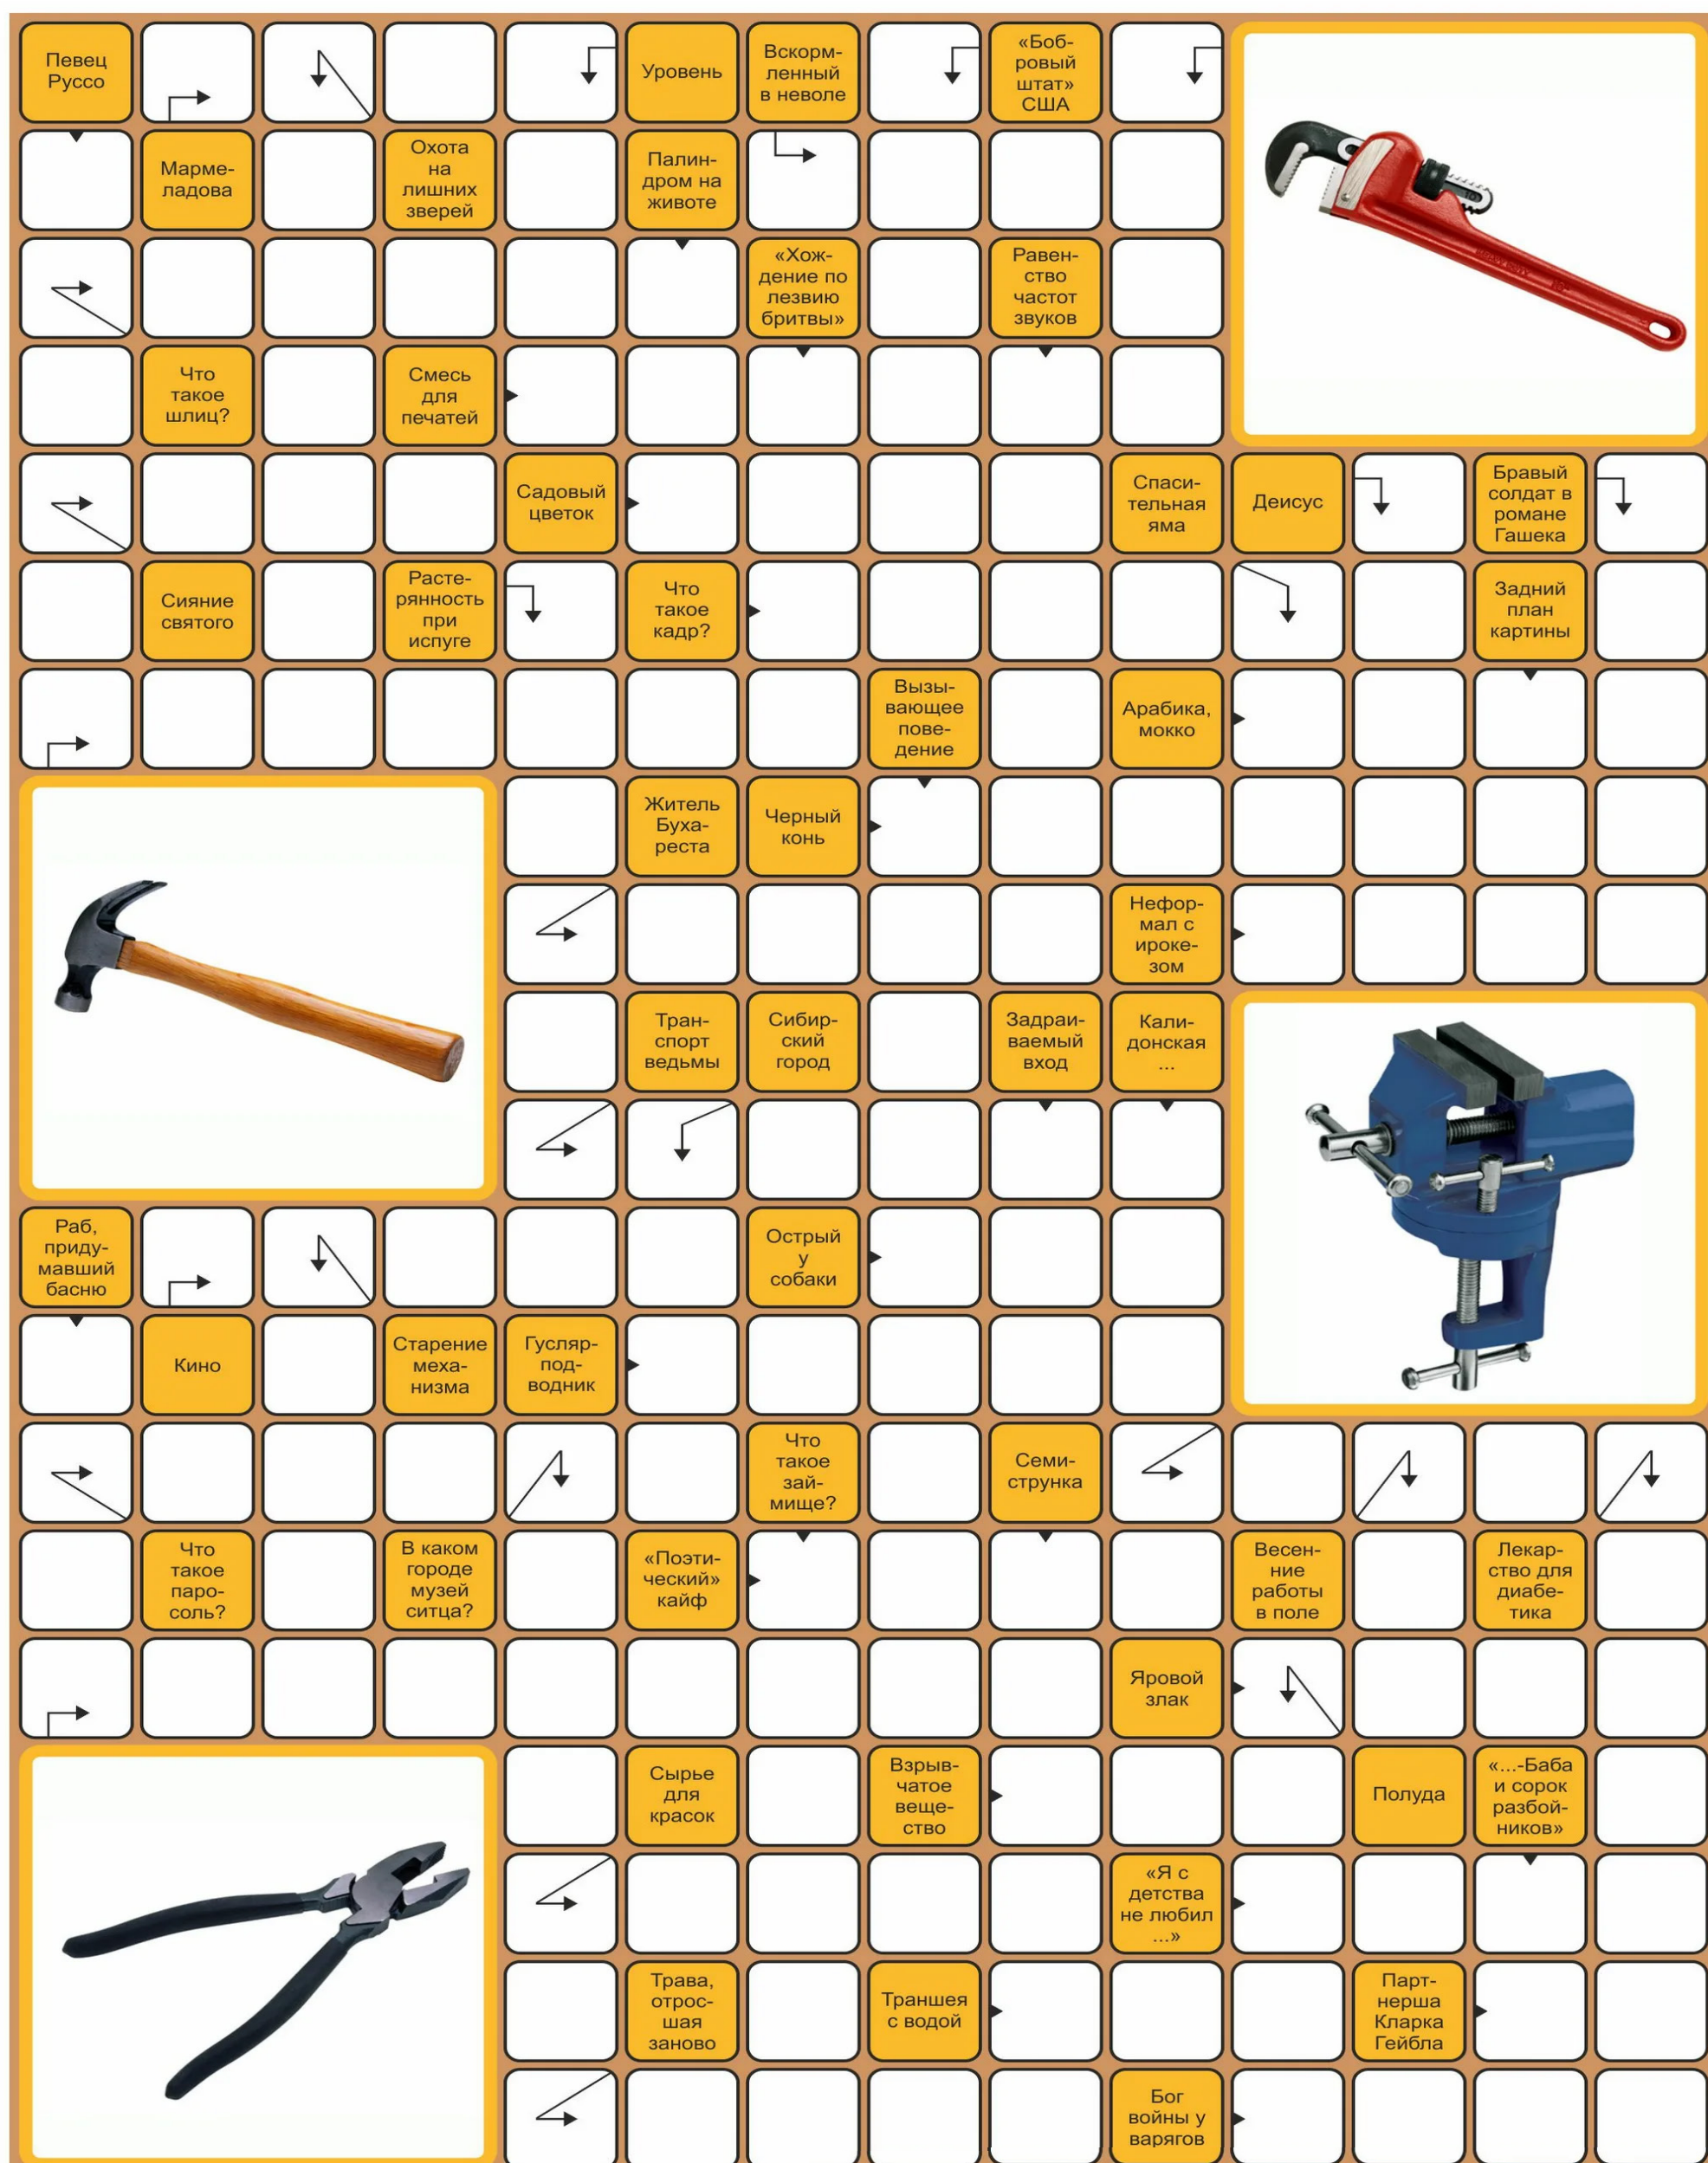 Певец
Руссо
Уровень
Вскорм-
ленный
в неволе
«Боб-
ровый
штат»
США
Марме-
ладова
Охота
на
лишних
зверей
Палин-
дром на
животе
«Хож-
дение по
лезвию
бритвы»
Равен-
ство
частот
звуков
Что
такое
шлиц?
Смесь
для
печатей
Садовый
цветок
Спаси-
тельная
яма
Деисус
Бравый
солдат в
романе
Гашека
Сияние
святого
Расте-
рянность
при
испуге
Что
такое
кадр?
Задний
план
картины
Вызы-
вающее
пове-
дение
Арабика,
мокко
Житель
Буха-
реста
Черный
конь
Нефор-
мал с
ироке-
зом
Тран-
спорт
ведьмы
Сибир-
ский
город
Задраи-
ваемый
вход
Кали-
донская
...
Раб,
приду-
мавший
басню
Острый
у
собаки
Кино
Старение
меха-
низма
Гусляр-
под-
водник
Что
такое
зай-
мище?
Семи-
струнка
Что
такое
паро-
соль?
В каком
городе
музей
ситца?
«Поэти-
ческий»
кайф
Весен-
ние
работы
в поле
Лекар-
ство для
диабе-
тика
Яровой
злак
Сырье
для
красок
Взрыв-
чатое
веще-
ство
Полуда
«...-Баба
и сорок
разбой-
ников»
«Я с
детства
не любил
...»
Трава,
отрос-
шая
заново
Траншея
с водой
Парт-
нерша
Кларка
Гейбла
Бог
войны у
варягов